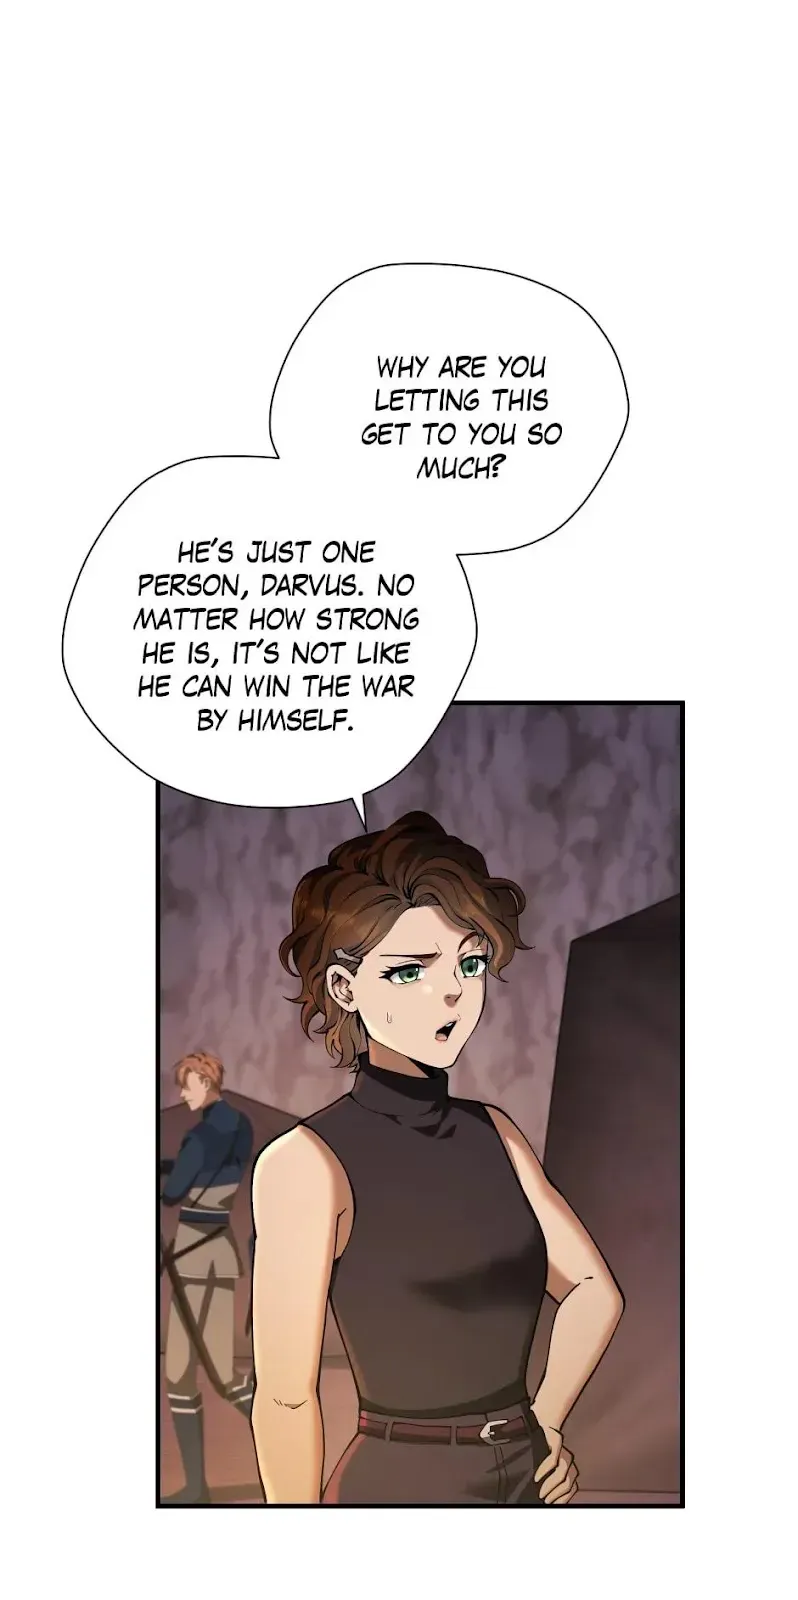 WHY ARE YOU
LETTING THIS
GET TO YOU SO
MUCH?
HE'S JUST ONE
PERSON, DARVUS. NO
MATTER HOW STRONG
HE IS, IT'S NOT LIKE
HE CAN WIN THE WAR
BY HIMSELF.